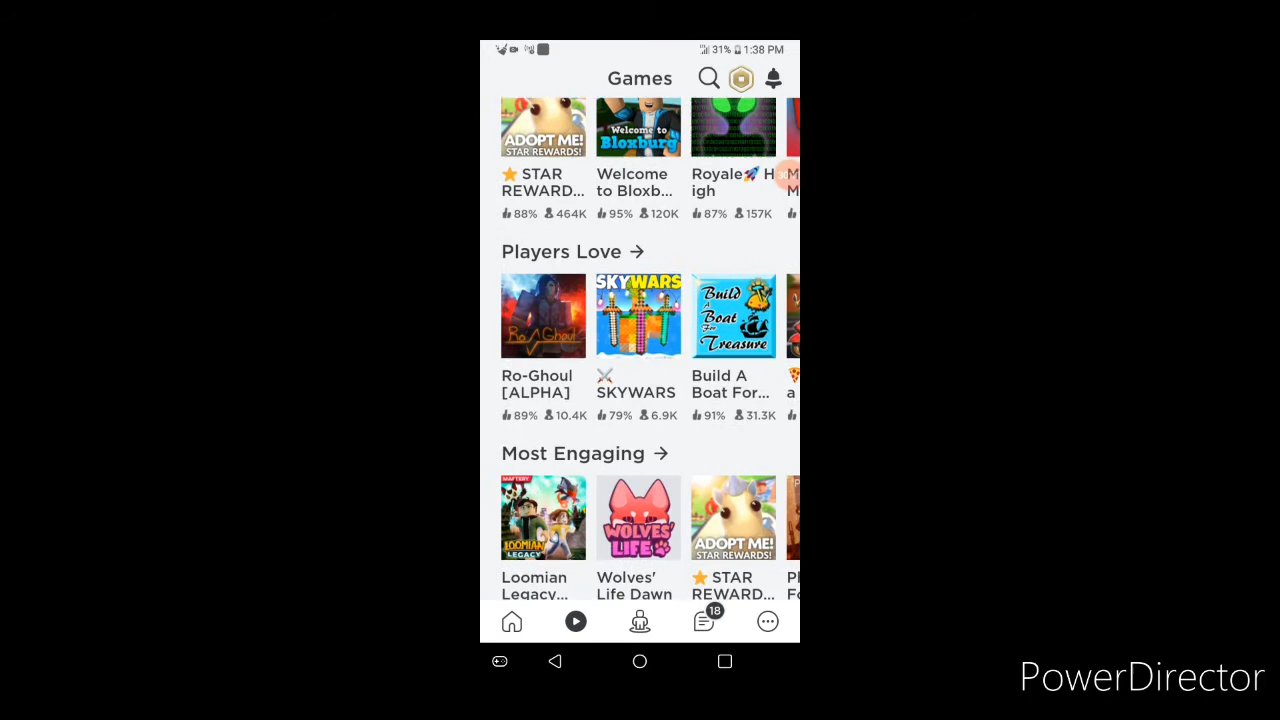 31% 1:38 PM
Games
ADOPT ME!
STAR REWARDS!
Welcome to
Bloxburg
⭐ STAR
REWARD...
Welcome
to Bloxb...
Royale🚀 H
igh
M
M
88% 464K
95% 120K
87% 157K
Players Love →
Ro-Ghoul
SKYWARS
Build
A
Boat
For
Treasure
Ro-Ghoul
[ALPHA]
⚔️
SKYWARS
Build A
Boat For...
🍕
a
89% 10.4K
79% 6.9K
91% 31.3K
Most Engaging →
LOOMIAN
LEGACY
WOLVES'
LIFE
ADOPT ME!
STAR REWARDS!
Loomian
Legacy...
Wolves'
Life Dawn
⭐ STAR
REWARD...
18
PowerDirector